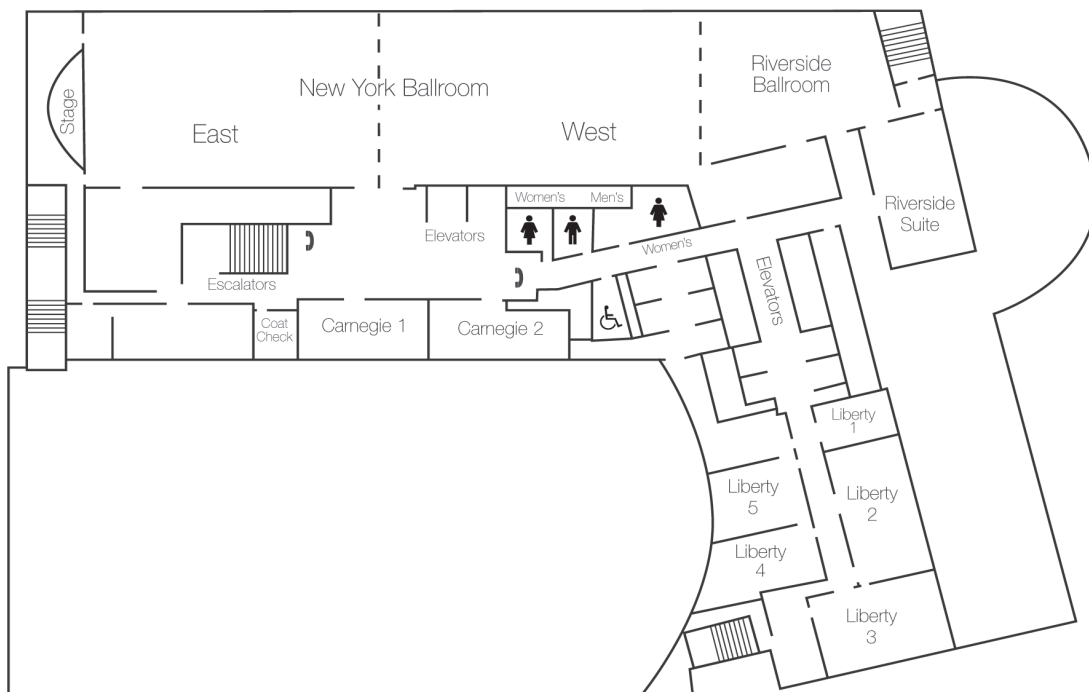 New York Ballroom
Riverside
Ballroom
Stage
East
West
Women's
Men's
Riverside
Suite
Elevators
Women's
Elevators
Escalators
Coat
Check
Carnegie 1
Carnegie 2
Liberty
1
Liberty
2
Liberty
5
Liberty
4
Liberty
3